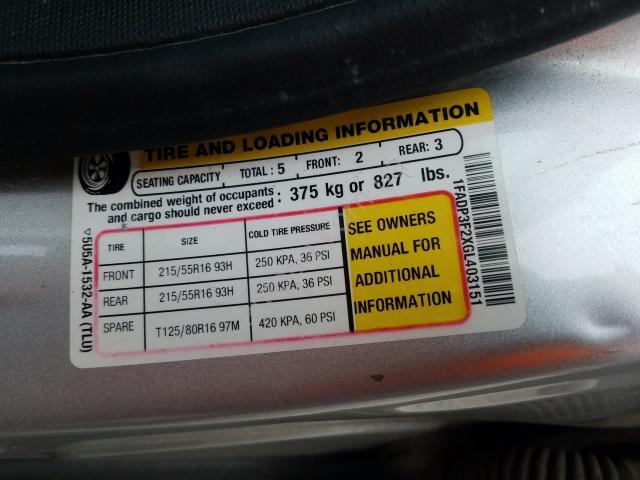 TIRE AND LOADING INFORMATION
SEATING CAPACITY TOTAL : 5 FRONT: 2 REAR: 3
The combined weight of occupants and cargo should never exceed : 375 kg or 827 lbs.
TIRE SIZE COLD TIRE PRESSURE
FRONT 215/55R16 93H 250 KPA, 36 PSI
REAR 215/55R16 93H 250 KPA, 36 PSI
SPARE T125/80R16 97M 420 KPA, 60 PSI
SEE OWNERS
MANUAL FOR
ADDITIONAL
INFORMATION
5U5A-1532-AA (TLU)
1FADP3F2XGL403151